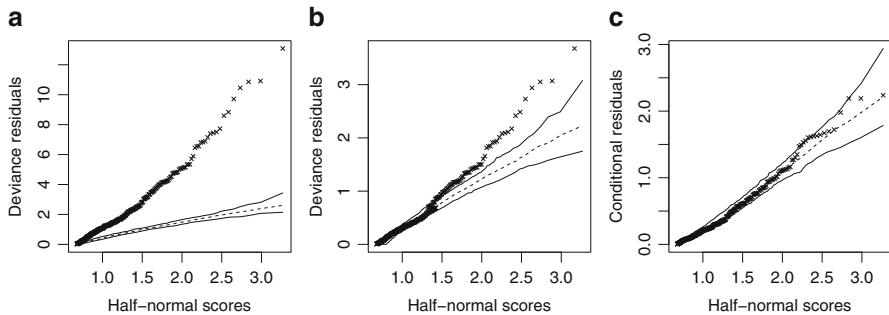 a
Deviance residuals
10
8
6
4
2
0
1.0 1.5 2.0 2.5 3.0
Half−normal scores
b
Deviance residuals
3
2
1
0
1.0 1.5 2.0 2.5 3.0
Half−normal scores
c
Conditional residuals
3.0
2.0
1.0
0.0
1.0 1.5 2.0 2.5 3.0
Half−normal scores